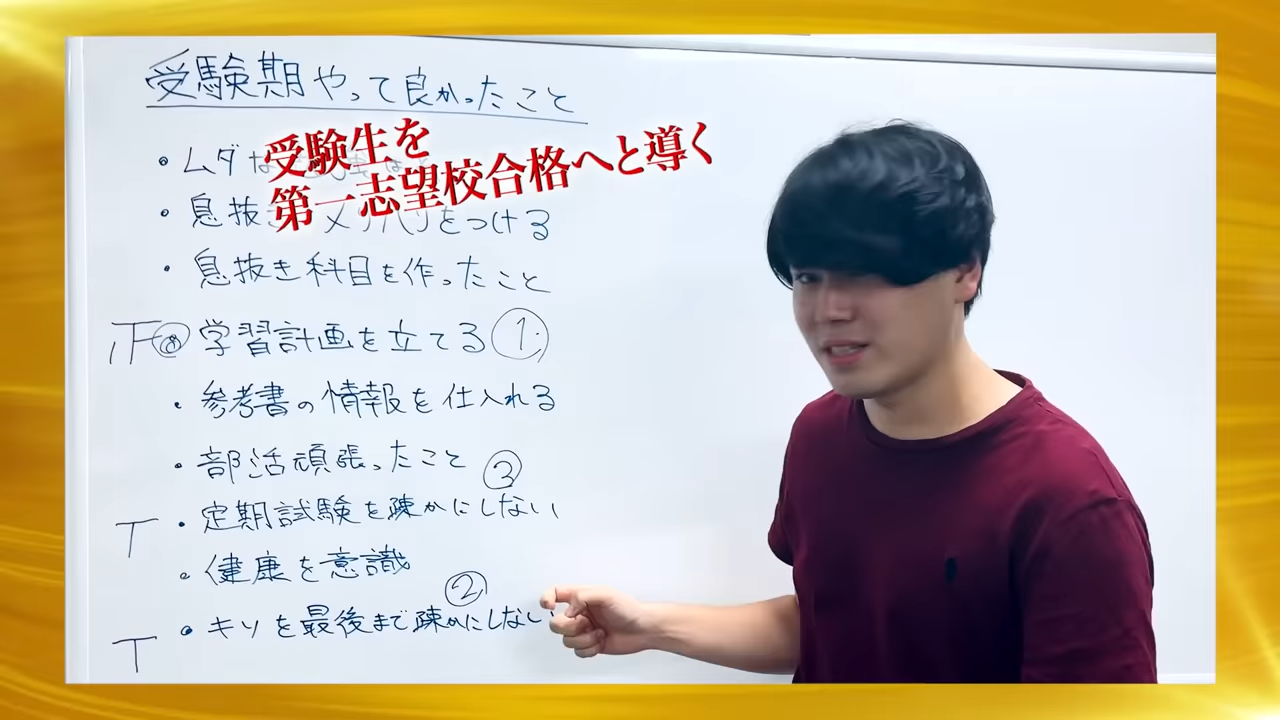 受験期やって良かったこと
受験生を
第一志望校合格へと導く
・ムダな
・息抜き メリハリをつける
・息抜き科目を作ったこと
学習計画を立てる ①
・参考書の情報を仕入れる
・部活頑張ったこと
③
T ・定期試験を疎かにしない
・健康を意識
②
T ・キソを最後まで疎かにしない